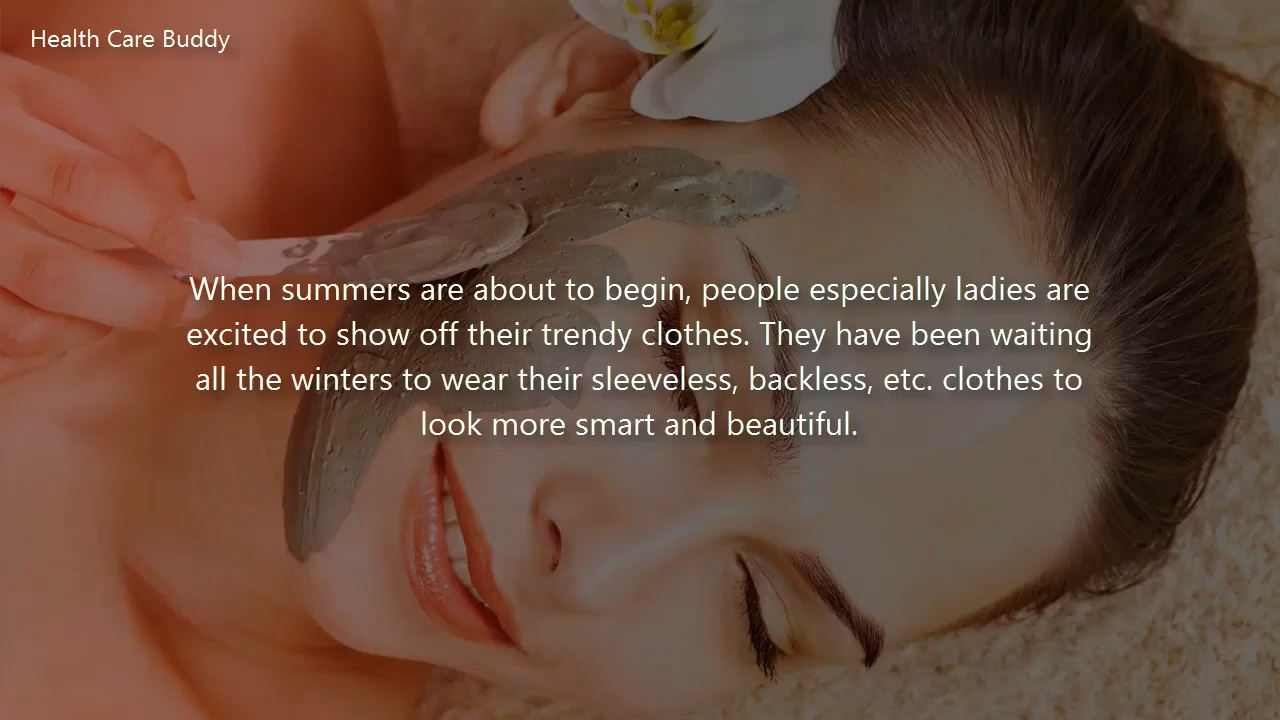 Health Care Buddy
When summers are about to begin, people especially ladies are
excited to show off their trendy clothes. They have been waiting
all the winters to wear their sleeveless, backless, etc. clothes to
look more smart and beautiful.